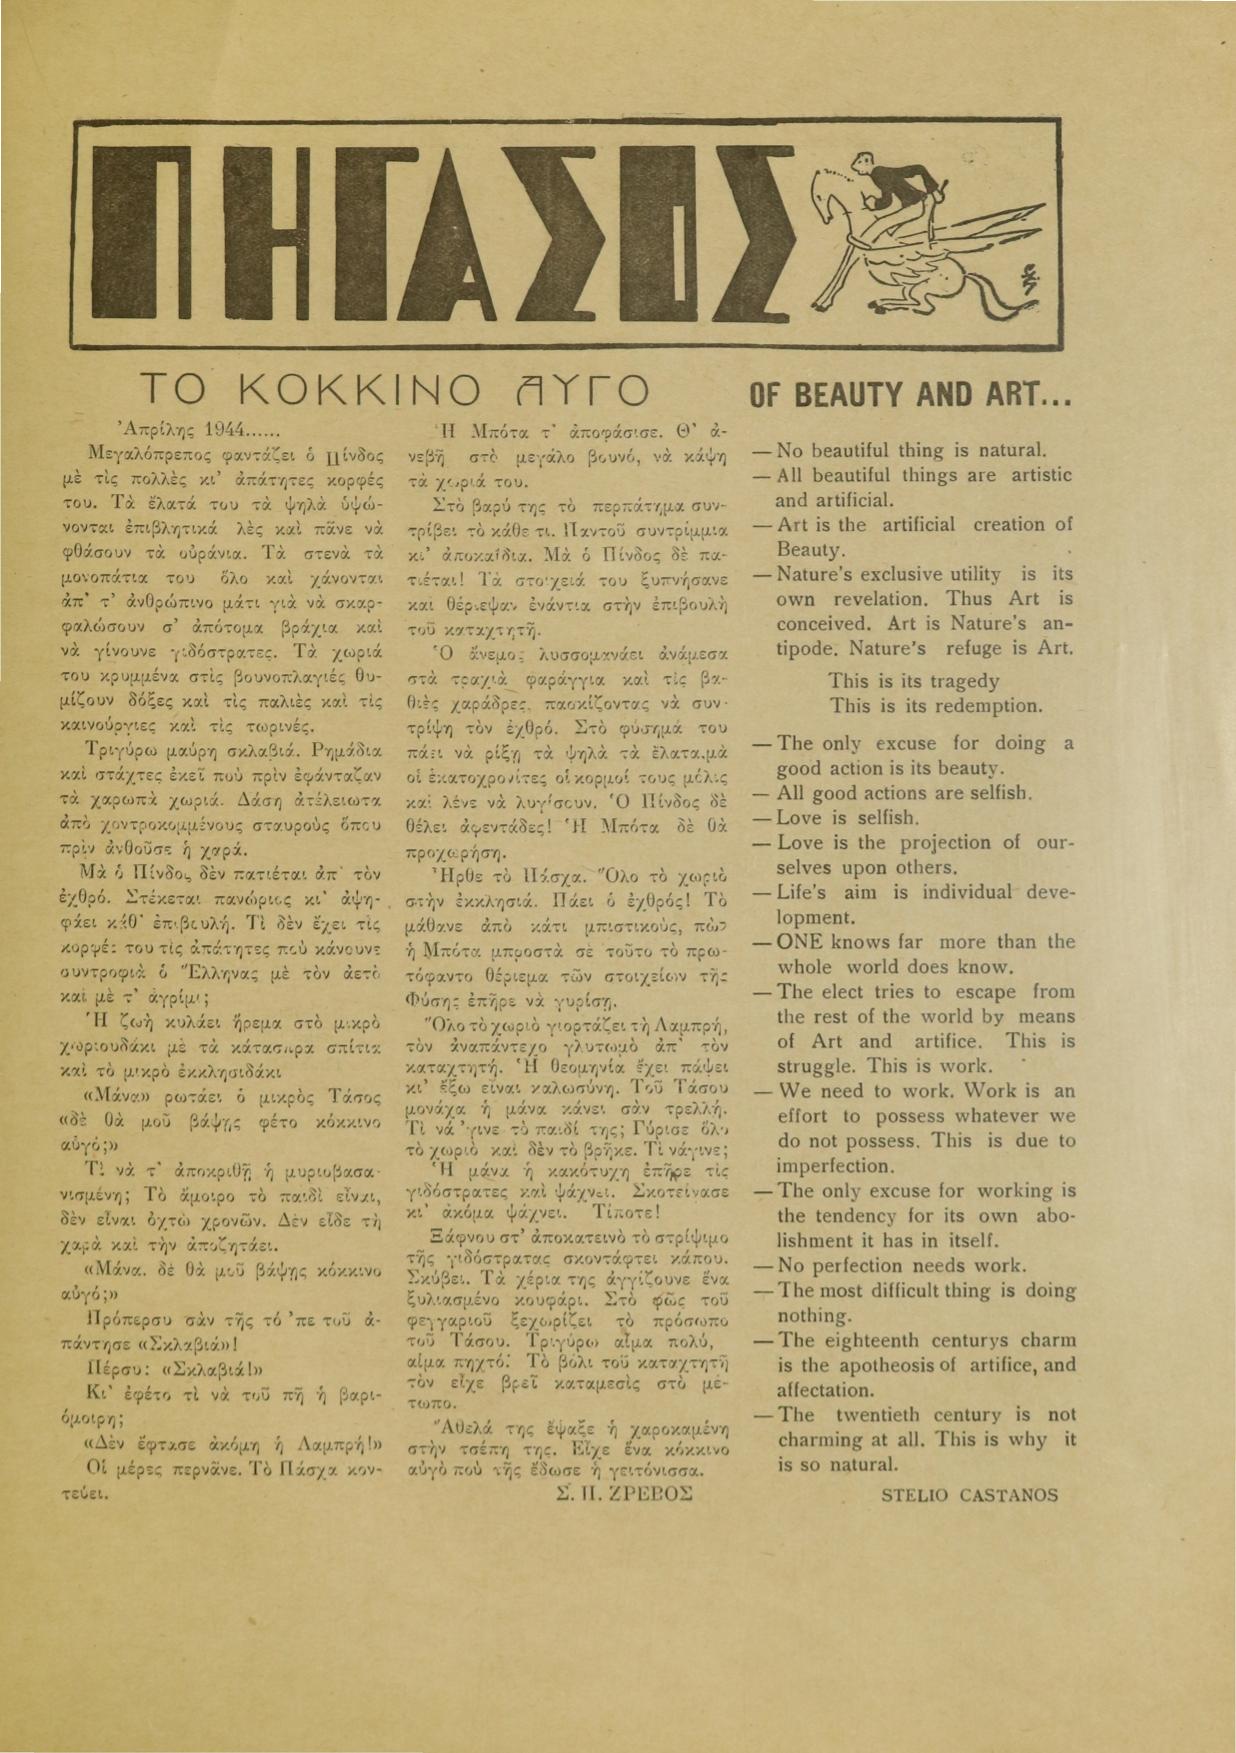 ΠΗΓΑΣΟΣ
ΤΟ ΚΟΚΚΙΝΟ ΑΥΓΟ
Ἀπρίλης 1944......
Μεγαλόπρεπος φαντάζει ὁ Πίνδος
μὲ τὶς πολλὲς κι' ἀπάτητες κορφές
του. Τὰ ἔλατά του τὰ ψηλὰ ὑψώ-
νονται ἐπιβλητικά λὲς καὶ πᾶνε νὰ
φθάσουν τὰ οὐράνια. Τὰ στενὰ τὰ
μονοπάτια του ὅλο καὶ χάνονται
ἀπ' τ' ἀνθρώπινο μάτι γιὰ νὰ σκαρ-
φαλώσουν σ' ἀπότομα βράχια καὶ
νὰ γίνουνε γιδόστρατες. Τὰ χωριά
του κρυμμένα στὶς βουνοπλαγιές θυ-
μίζουν δόξες καὶ τὶς παλιὲς καὶ τὶς
καινούργιες καὶ τὶς τωρινές.
Τριγύρω μαύρη σκλαβιά. Ρημάδια
καὶ στάχτες ἐκεῖ ποὺ πρὶν ἐφάνταζαν
τὰ χαρωπὰ χωριά. Δάση ἀτέλειωτα
ἀπὸ χοντροκομμένους σταυροὺς ὅπου
πρὶν ἀνθοῦσε ἡ χαρά.
Μὰ ὁ Πίνδος δὲν πατιέται ἀπ' τὸν
ἐχθρό. Στέκεται πανώριος κι' ἀψη-
φάει κάθ' ἐπιβουλή. Τὶ δὲν ἔχει τὶς
κορφές του τὶς ἀπάτητες ποὺ κάνουνε
συντροφιὰ ὁ Ἕλληνας μὲ τὸν ἀετὸ
καὶ μὲ τ' ἀγρίμι;
Ἡ ζωὴ κυλάει ἥρεμα στὸ μικρὸ
χωριουδάκι μὲ τὰ κάτασπρα σπίτια
καὶ τὸ μικρὸ ἐκκλησιδάκι
«Μάνα» ρωτάει ὁ μικρὸς Τάσος
«δὲ θὰ μοῦ βάψῃς φέτο κόκκινο
αὐγό;»
Τὶ νὰ τ' ἀποκριθῇ ἡ μυριοβασα-
νισμένη; Τὸ ἄμοιρο τὸ παιδὶ εἶναι,
δὲν εἶναι ὀχτὼ χρονῶν. Δὲν εἶδε τὴ
χαρὰ καὶ τὴν ἀποζητάει.
«Μάνα. δὲ θὰ μοῦ βάψῃς κόκκινο
αὐγό;»
Πρόπερσυ σὰν τῆς τό 'πε τοῦ ἀ-
πάντησε «Σκλαβιά»!
Πέρσυ: «Σκλαβιά!»
Κι' ἐφέτο τὶ νὰ τοῦ πῆ ἡ βαρι-
όμοιρη;
«Δὲν ἔφτασε ἀκόμη ἡ Λαμπρή!»
Οἱ μέρες περνᾶνε. Τὸ Πάσχα κον-
τεύει.
Ἡ Μπότα τ' ἀποφάσισε. Θ' ἀ-
νεβῆ στὸ μεγάλο βουνό, νὰ κάψη
τὰ χωριά του.
Στὸ βαρύ της τὸ περπάτημα συν-
τρίβει τὸ κάθε τι. Παντοῦ συντρίμμια
κι' ἀποκαΐδια. Μὰ ὁ Πίνδος δὲ πα-
τιέται! Τὰ στοιχειά του ξυπνήσανε
καὶ θέριεψαν ἐνάντια στὴν ἐπιβουλὴ
τοῦ καταχτητῆ.
Ὁ ἄνεμος λυσσομανάει ἀνάμεσα
στὰ τραχιὰ φαράγγια καὶ τὶς βα-
θιὲς χαράδρες, πασκίζοντας νὰ συν-
τρίψη τὸν ἐχθρό. Στὸ φύσημά του
πάει νὰ ρίξῃ τὰ ψηλὰ τὰ ἔλατα.μὰ
οἱ ἑκατοχρονίτες οἱ κορμοί τους μόλις
καὶ λένε νὰ λυγίσουν. Ὁ Πίνδος δὲ
θέλει ἀφεντάδες! Ἡ Μπότα δὲ θὰ
προχωρήση.
Ἦρθε τὸ Πάσχα. Ὅλο τὸ χωριὸ
στὴν ἐκκλησιά. Πάει ὁ ἐχθρός! Τὸ
μάθανε ἀπὸ κάτι μπιστικούς, πὼς
ἡ Μπότα μπροστὰ σὲ τοῦτο τὸ πρω-
τόφαντο θέριεμα τῶν στοιχείων τῆς
Φύσης ἐπῆρε νὰ γυρίσῃ.
Ὅλο τὸ χωριὸ γιορτάζει τὴ Λαμπρή,
τὸν ἀναπάντεχο γλυτωμὸ ἀπ' τὸν
καταχτητή. Ἡ θεομηνία ἔχει πάψει
κι' ἔξω εἶναι καλωσύνη. Τοῦ Τάσου
μονάχα ἡ μάνα κάνει σὰν τρελλή.
Τὶ νά 'γινε τὸ παιδί της; Γύρισε ὅλο
τὸ χωριὸ καὶ δὲν τὸ βρῆκε. Τὶ νάγινε;
Ἡ μάνα ἡ κακότυχη ἐπῆρε τὶς
γιδόστρατες καὶ ψάχνει. Σκοτείνασε
κι' ἀκόμα ψάχνει. Τίποτε!
Ξάφνου στ' ἀποκατεινὸ τὸ στρίψιμο
τῆς γιδόστρατας σκοντάφτει κάπου.
Σκύβει. Τὰ χέρια της ἀγγίζουνε ἕνα
ξυλιασμένο κουφάρι. Στὸ φῶς τοῦ
φεγγαριοῦ ξεχωρίζει τὸ πρόσωπο
τοῦ Τάσου. Τριγύρω αἷμα πολύ,
αἷμα πηχτό. Τὸ βόλι τοῦ καταχτητῆ
τὸν εἶχε βρεῖ καταμεσὶς στὸ μέ-
τωπο.
Ἄθελά της ἔψαξε ἡ χαροκαμένη
στὴν τσέπη της. Εἶχε ἕνα κόκκινο
αὐγὸ ποὺ τῆς ἔδωσε ἡ γειτόνισσα.
Σ. Π. ΖΡΕΒΟΣ
OF BEAUTY AND ART...
— No beautiful thing is natural.
— All beautiful things are artistic
and artificial.
— Art is the artificial creation of
Beauty.
— Nature's exclusive utility is its
own revelation. Thus Art is
conceived. Art is Nature's an-
tipode. Nature's refuge is Art.
This is its tragedy
This is its redemption.
— The only excuse for doing a
good action is its beauty.
— All good actions are selfish.
— Love is selfish.
— Love is the projection of our-
selves upon others.
— Life's aim is individual deve-
lopment.
— ONE knows far more than the
whole world does know.
— The elect tries to escape from
the rest of the world by means
of Art and artifice. This is
struggle. This is work.
— We need to work. Work is an
effort to possess whatever we
do not possess. This is due to
imperfection.
— The only excuse for working is
the tendency for its own abo-
lishment it has in itself.
— No perfection needs work.
— The most difficult thing is doing
nothing.
— The eighteenth centurys charm
is the apotheosis of artifice, and
affectation.
— The twentieth century is not
charming at all. This is why it
is so natural.
STELIO CASTANOS